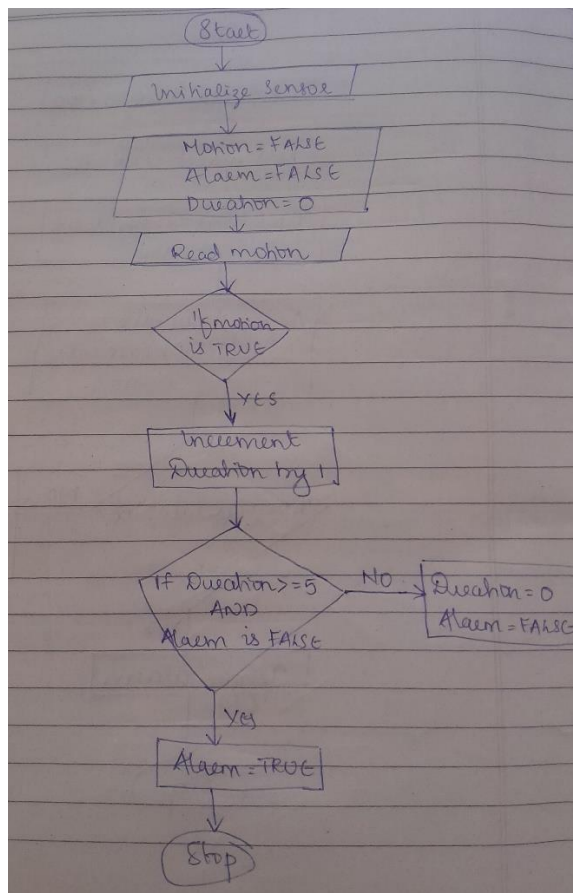 Start
Initialize Sensor
Motion = FALSE
Alarm = FALSE
Duration = 0
Read motion
If motion
is TRUE
YES
Increment
Duration by 1
If Duration >= 5
AND
Alarm is FALSE
NO
Duration = 0
Alarm = FALSE
YES
Alarm = TRUE
Stop